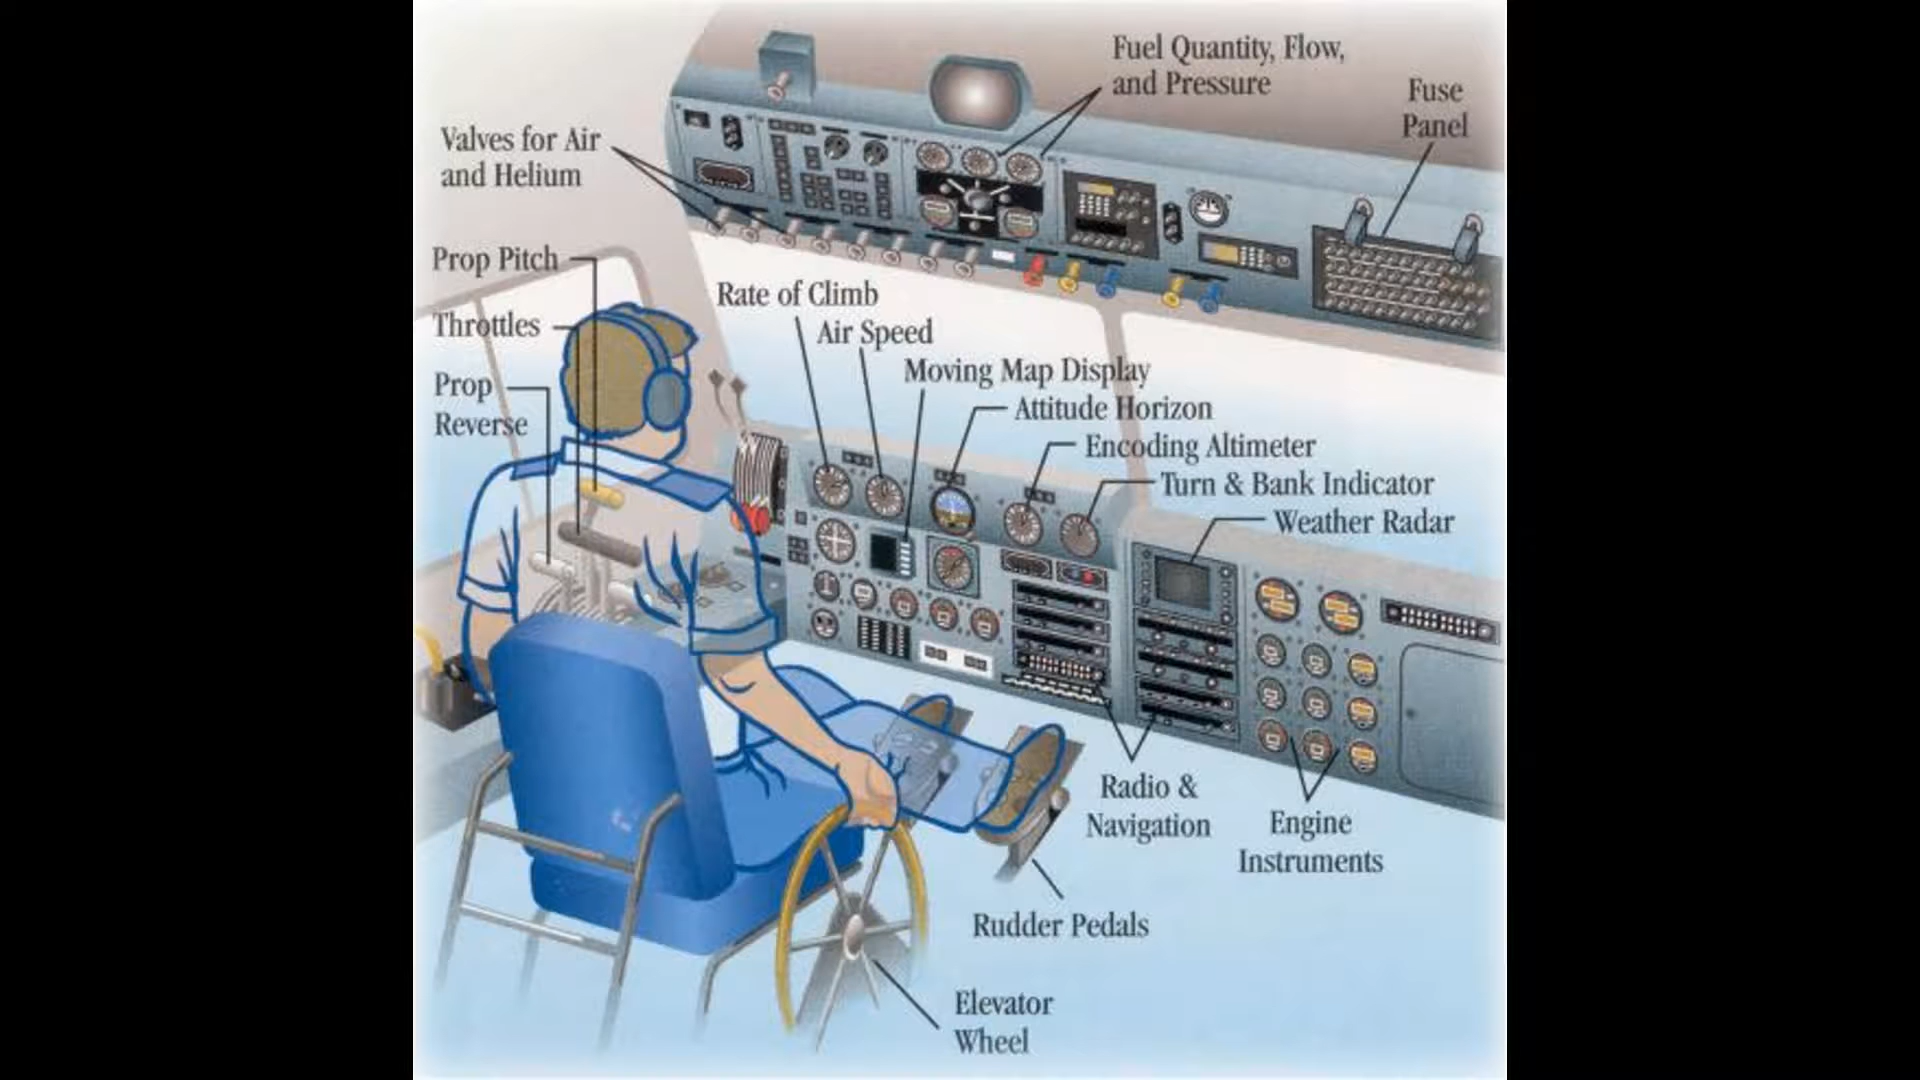 Fuel Quantity, Flow,
and Pressure
Fuse
Panel
Valves for Air
and Helium
Prop Pitch
Throttles
Prop
Reverse
Rate of Climb
Air Speed
Moving Map Display
Attitude Horizon
Encoding Altimeter
Turn & Bank Indicator
Weather Radar
Radio &
Navigation
Engine
Instruments
Rudder Pedals
Elevator
Wheel